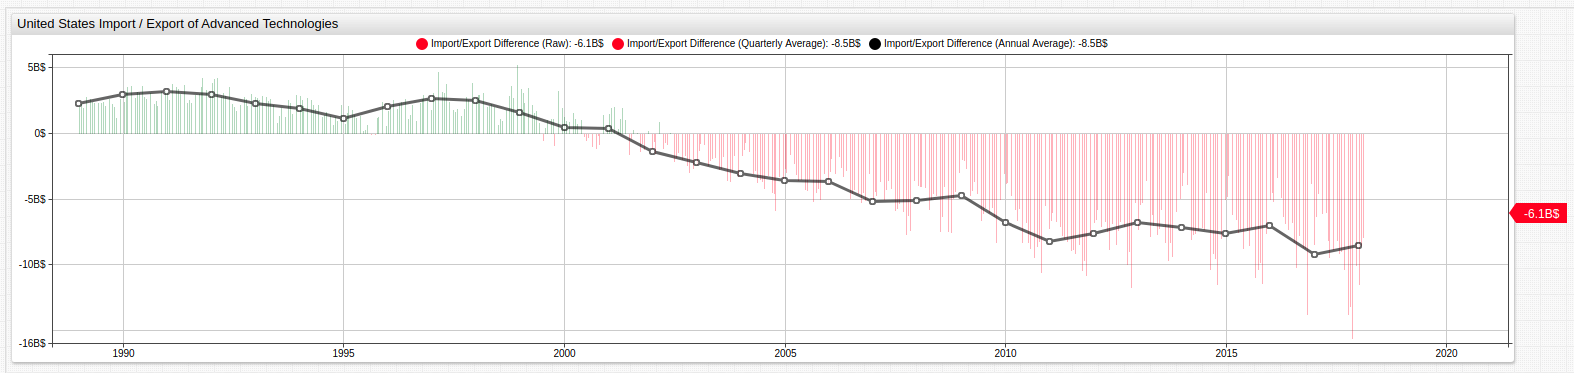 United States Import / Export of Advanced Technologies
Import/Export Difference (Raw): -6.1B$ Import/Export Difference (Quarterly Average): -8.5B$ Import/Export Difference (Annual Average): -8.5B$
5B$
0$
-5B$
-6.1B$
-10B$
-16B$
1990 1995 2000 2005 2010 2015 2020